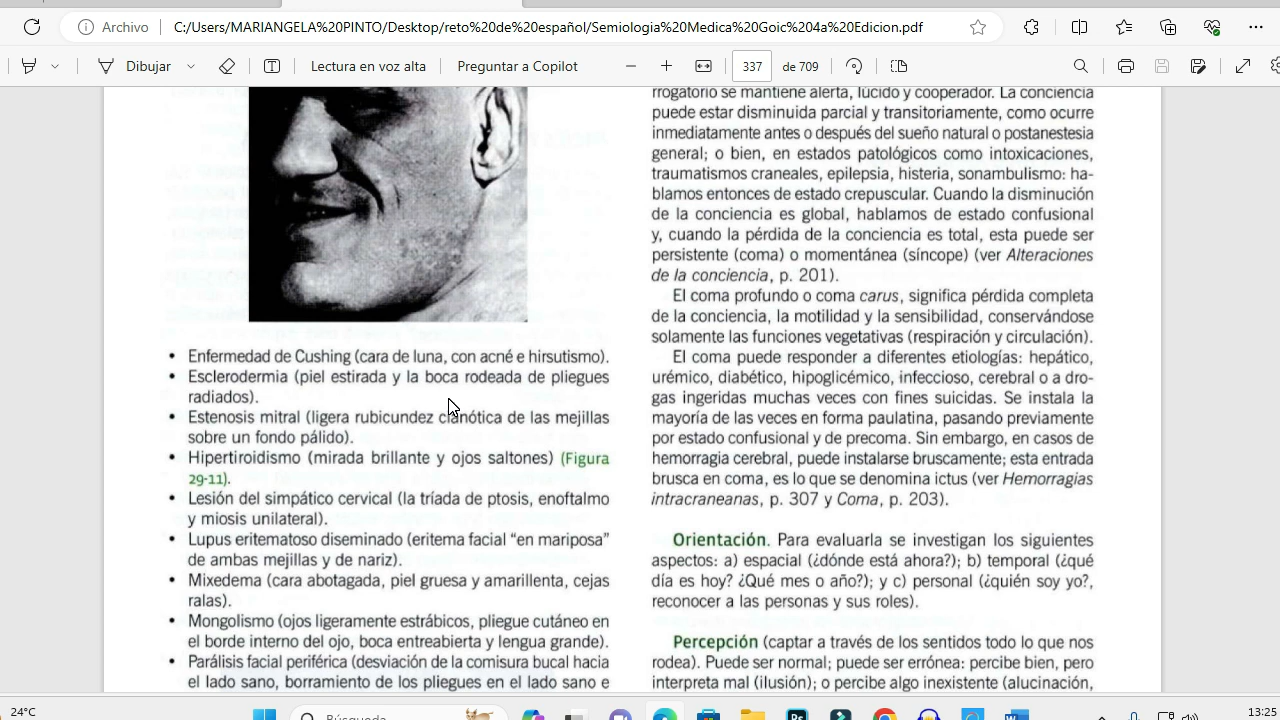 Archivo
C:/Users/MARIANGELA%20PINTO/Desktop/reto%20de%20español/Semiologia%20Medica%20Goic%204a%20Edicion.pdf
Dibujar
Lectura en voz alta
Preguntar a Copilot
337
de 709
• Enfermedad de Cushing (cara de luna, con acné e hirsutismo).
• Esclerodermia (piel estirada y la boca rodeada de pliegues
radiados).
• Estenosis mitral (ligera rubicundez cianótica de las mejillas
sobre un fondo pálido).
• Hipertiroidismo (mirada brillante y ojos saltones) (Figura
29-11).
• Lesión del simpático cervical (la tríada de ptosis, enoftalmo
y miosis unilateral).
• Lupus eritematoso diseminado (eritema facial “en mariposa”
de ambas mejillas y de nariz).
• Mixedema (cara abotagada, piel gruesa y amarillenta, cejas
ralas).
• Mongolismo (ojos ligeramente estrábicos, pliegue cutáneo en
el borde interno del ojo, boca entreabierta y lengua grande).
• Parálisis facial periférica (desviación de la comisura bucal hacia
el lado sano, borramiento de los pliegues en el lado sano e
rrogatorio se mantiene alerta, lúcido y cooperador. La conciencia
puede estar disminuida parcial y transitoriamente, como ocurre
inmediatamente antes o después del sueño natural o postanestesia
general; o bien, en estados patológicos como intoxicaciones,
traumatismos craneales, epilepsia, histeria, sonambulismo: ha-
blamos entonces de estado crepuscular. Cuando la disminución
de la conciencia es global, hablamos de estado confusional
y, cuando la pérdida de la conciencia es total, esta puede ser
persistente (coma) o momentánea (síncope) (ver Alteraciones
de la conciencia, p. 201).
El coma profundo o coma carus, significa pérdida completa
de la conciencia, la motilidad y la sensibilidad, conservándose
solamente las funciones vegetativas (respiración y circulación).
El coma puede responder a diferentes etiologías: hepático,
urémico, diabético, hipoglicémico, infeccioso, cerebral o a dro-
gas ingeridas muchas veces con fines suicidas. Se instala la
mayoría de las veces en forma paulatina, pasando previamente
por estado confusional y de precoma. Sin embargo, en casos de
hemorragia cerebral, puede instalarse bruscamente; esta entrada
brusca en coma, es lo que se denomina ictus (ver Hemorragias
intracraneanas, p. 307 y Coma, p. 203).
Orientación. Para evaluarla se investigan los siguientes
aspectos: a) espacial (¿dónde está ahora?); b) temporal (¿qué
día es hoy? ¿Qué mes o año?); y c) personal (¿quién soy yo?,
reconocer a las personas y sus roles).
Percepción (captar a través de los sentidos todo lo que nos
rodea). Puede ser normal; puede ser errónea: percibe bien, pero
interpreta mal (ilusión); o percibe algo inexistente (alucinación,
24°C
Búsqueda
Ps
13:25